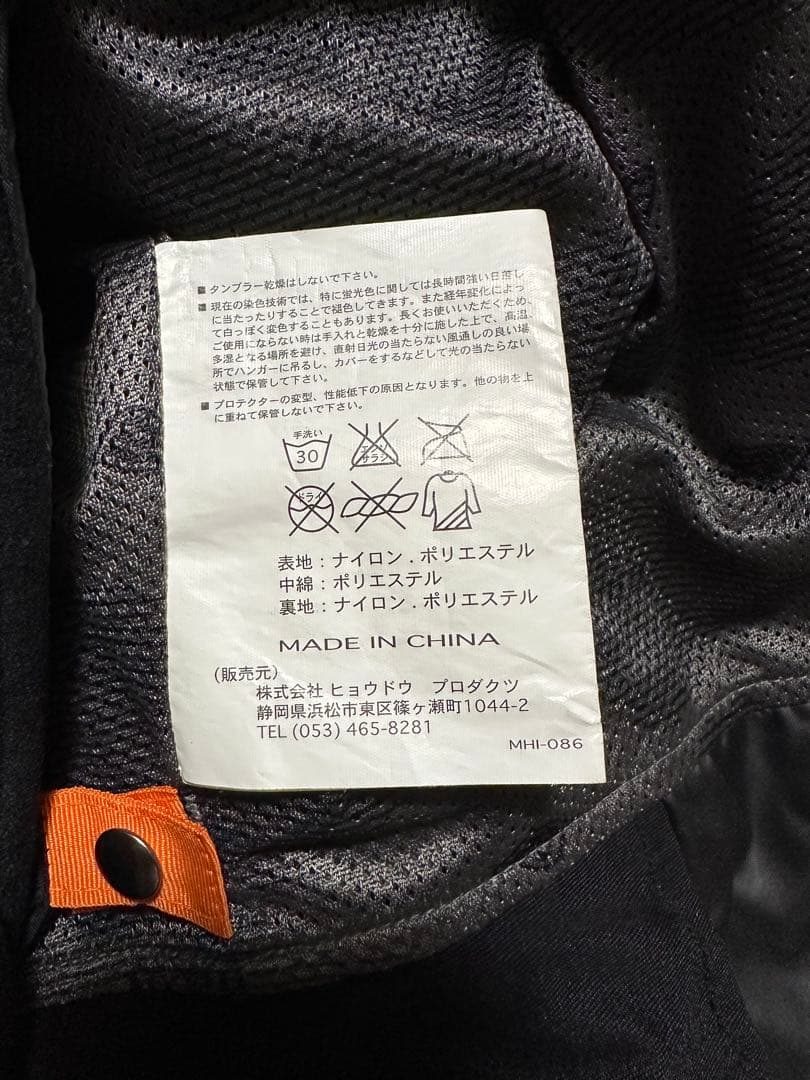 ■ タンブラー乾燥はしないで下さい。
■ 現在の染色技術では、特に蛍光色に関しては長時間強い日差し
に当たったりすることで褪色してきます。また経年変化によっ
て白っぽく変色することもあります。長くお使いいただくため、
ご使用にならない時は手入れと乾燥を十分に施した上で、高温、
多湿となる場所を避け、直射日光の当たらない風通しの良い場
所でハンガーに吊るし、カバーをするなどして光の当たらない
状態で保管して下さい。
■ プロテクターの変型、性能低下の原因となります。他の物を上
に重ねて保管しないで下さい。
手洗い
30
エンソ
サラシ
ドライ
表地 : ナイロン . ポリエステル
中綿 : ポリエステル
裏地 : ナイロン . ポリエステル
MADE IN CHINA
（販売元）
株式会社 ヒョウドウ プロダクツ
静岡県浜松市東区篠ヶ瀬町1044-2
TEL (053) 465-8281
MHI-086